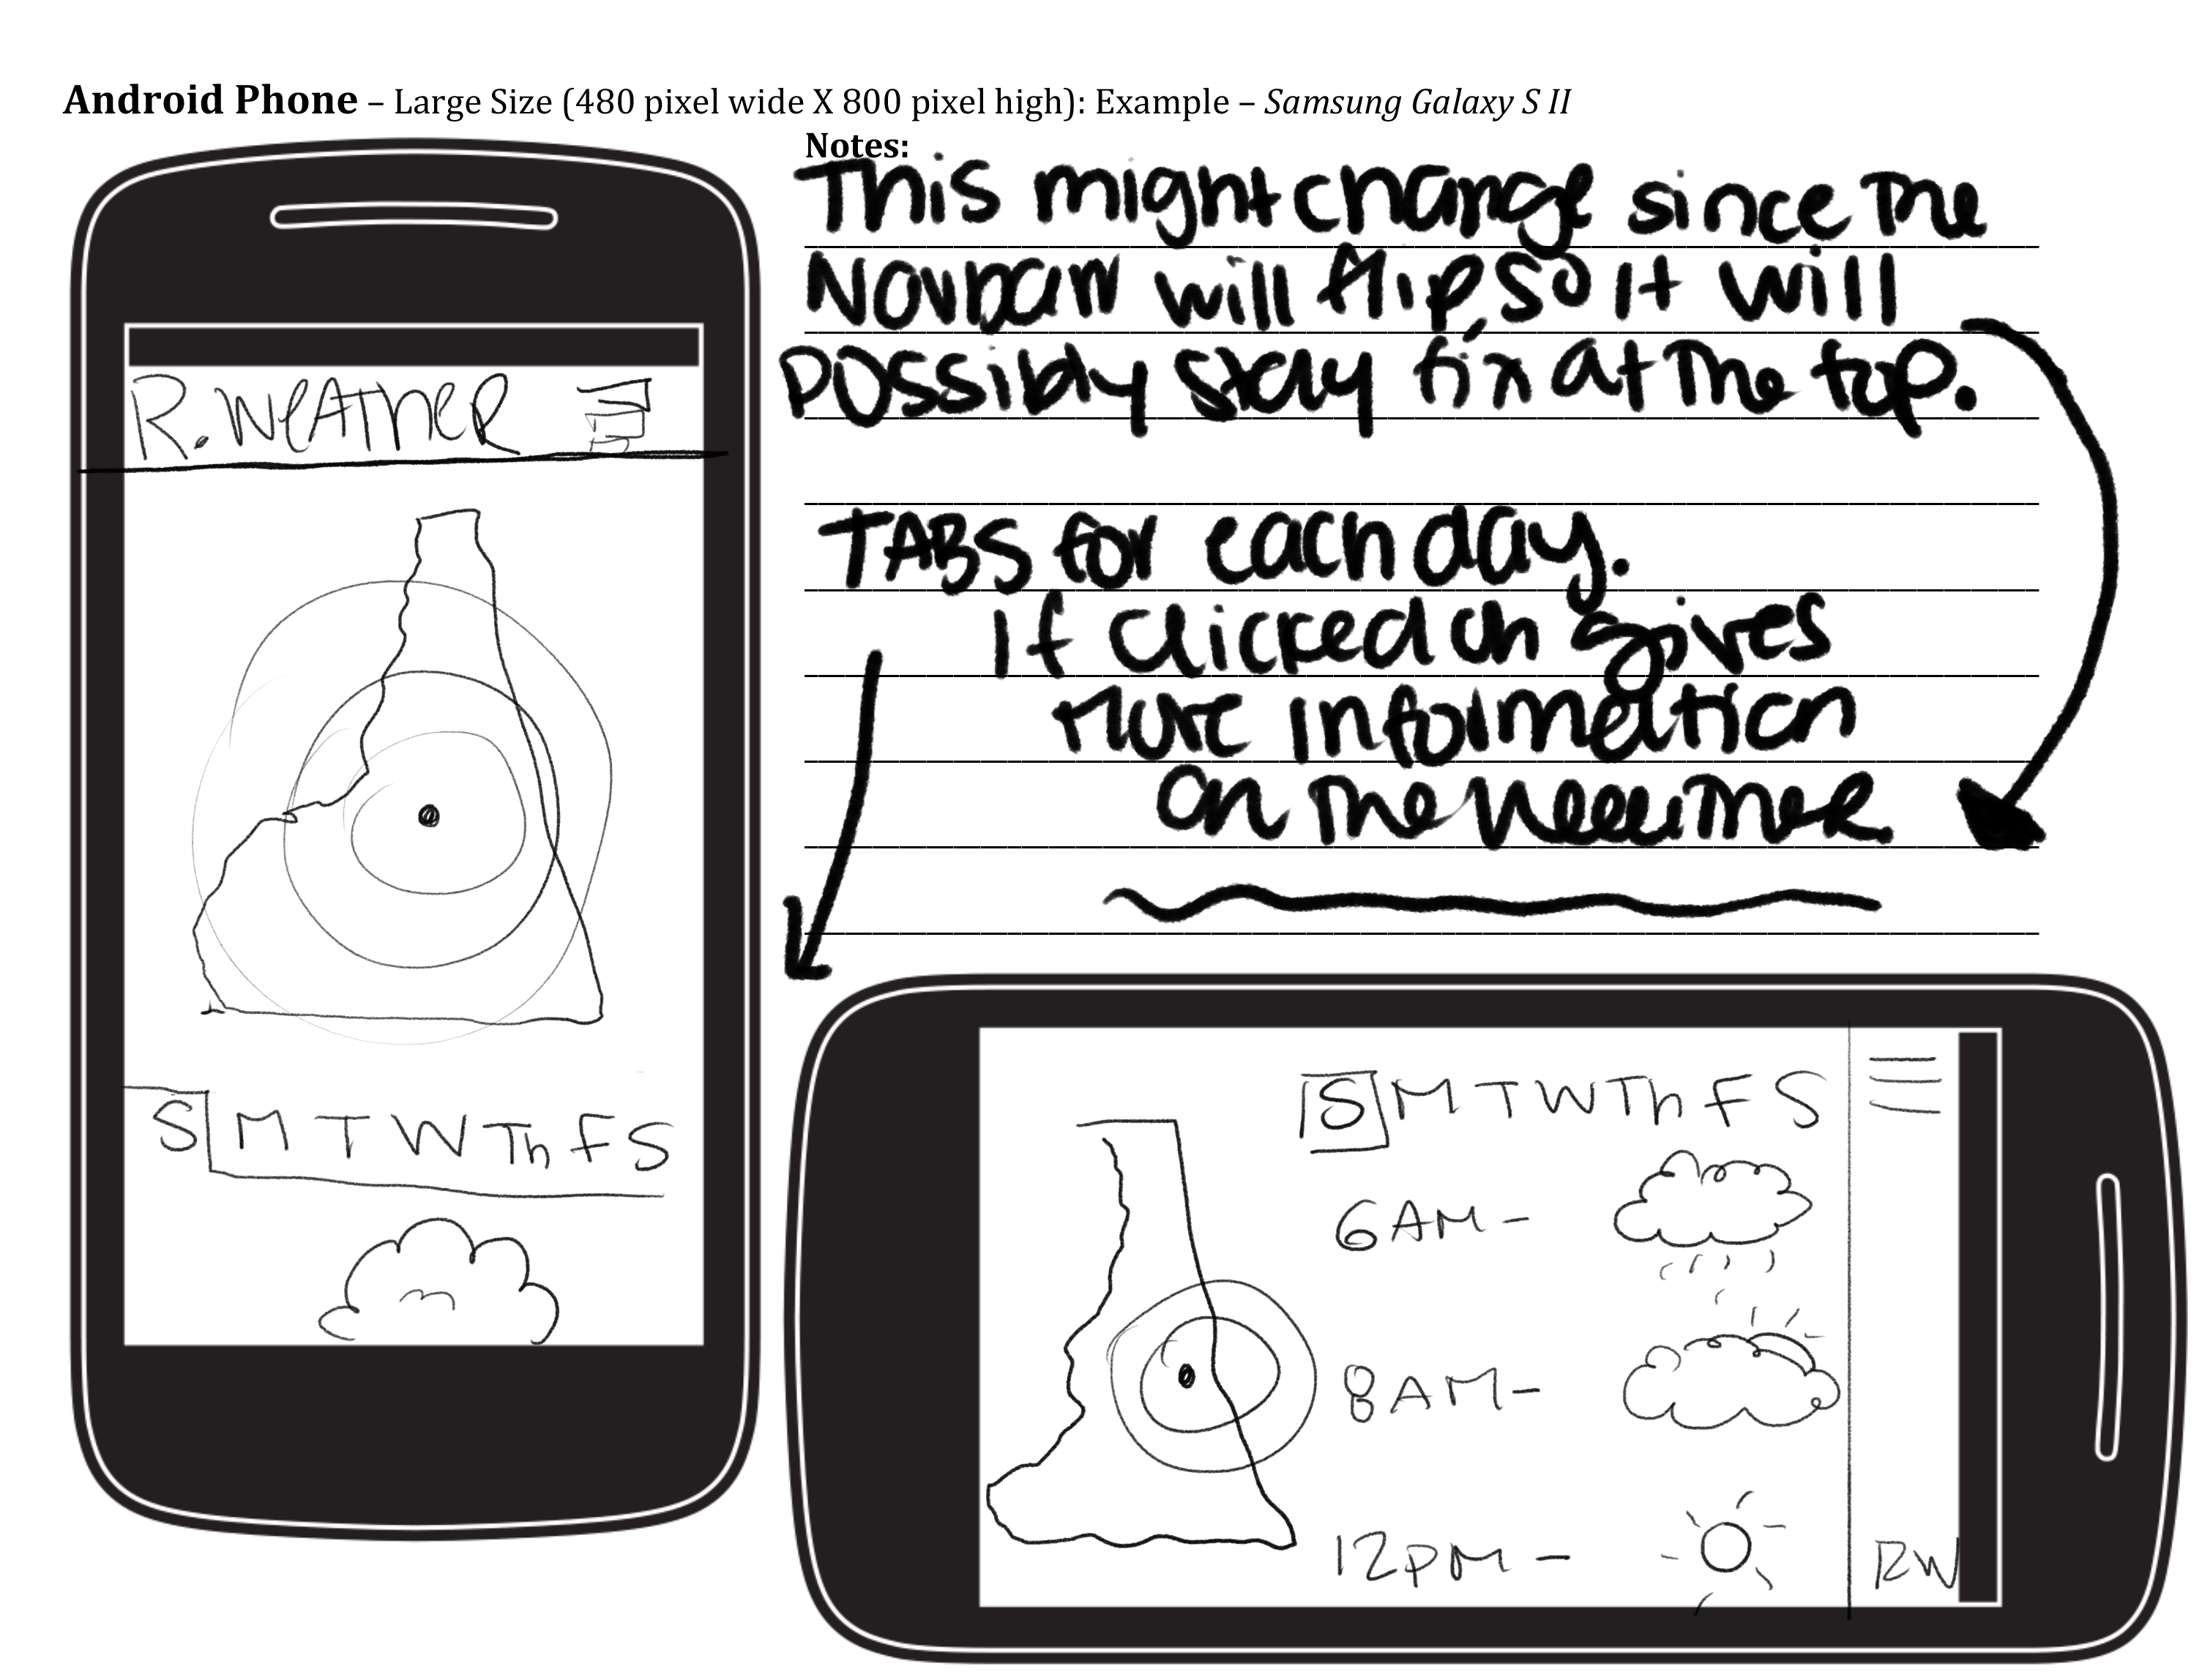 Android Phone – Large Size (480 pixel wide X 800 pixel high): Example – Samsung Galaxy S II
Notes:
This might change since the
Navbar will flip so it will
possibly stay fix at the top.
TABS for each day.
If clicked on gives
more information
on the weather
R. WeATHER
S M T W Th F S
S M T W Th F S
6AM -
8AM -
12PM -
RW